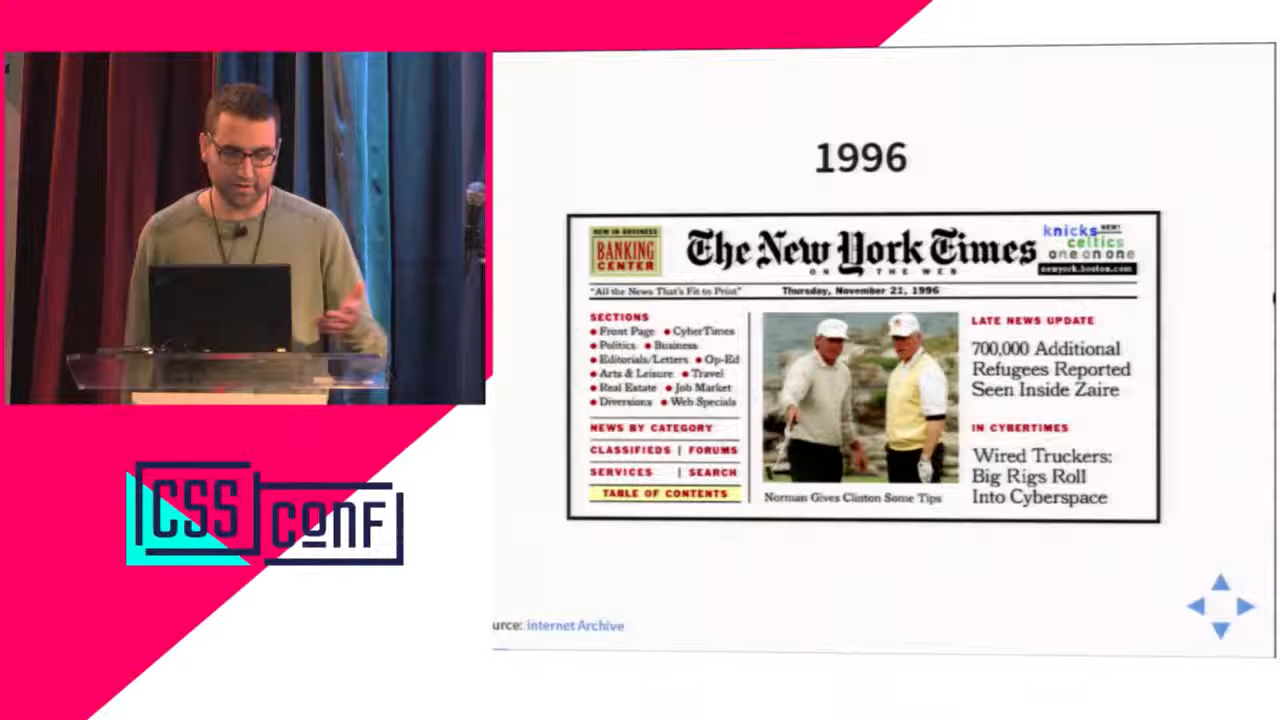 1996
NEW IN BUSINESS
BANKING
CENTER
The New York Times
ON THE WEB
knicks NEW!
celtics
one on one
newyork.boston.com
"All the News That's Fit to Print"
Thursday, November 21, 1996
SECTIONS
● Front Page ● CyberTimes
● Politics ● Business
● Editorials/Letters ● Op-Ed
● Arts & Leisure ● Travel
● Real Estate ● Job Market
● Diversions ● Web Specials
NEWS BY CATEGORY
CLASSIFIEDS | FORUMS
SERVICES | SEARCH
TABLE OF CONTENTS
Norman Gives Clinton Some Tips
LATE NEWS UPDATE
700,000 Additional
Refugees Reported
Seen Inside Zaire
IN CYBERTIMES
Wired Truckers:
Big Rigs Roll
Into Cyberspace
urce: Internet Archive
CSS
CONF